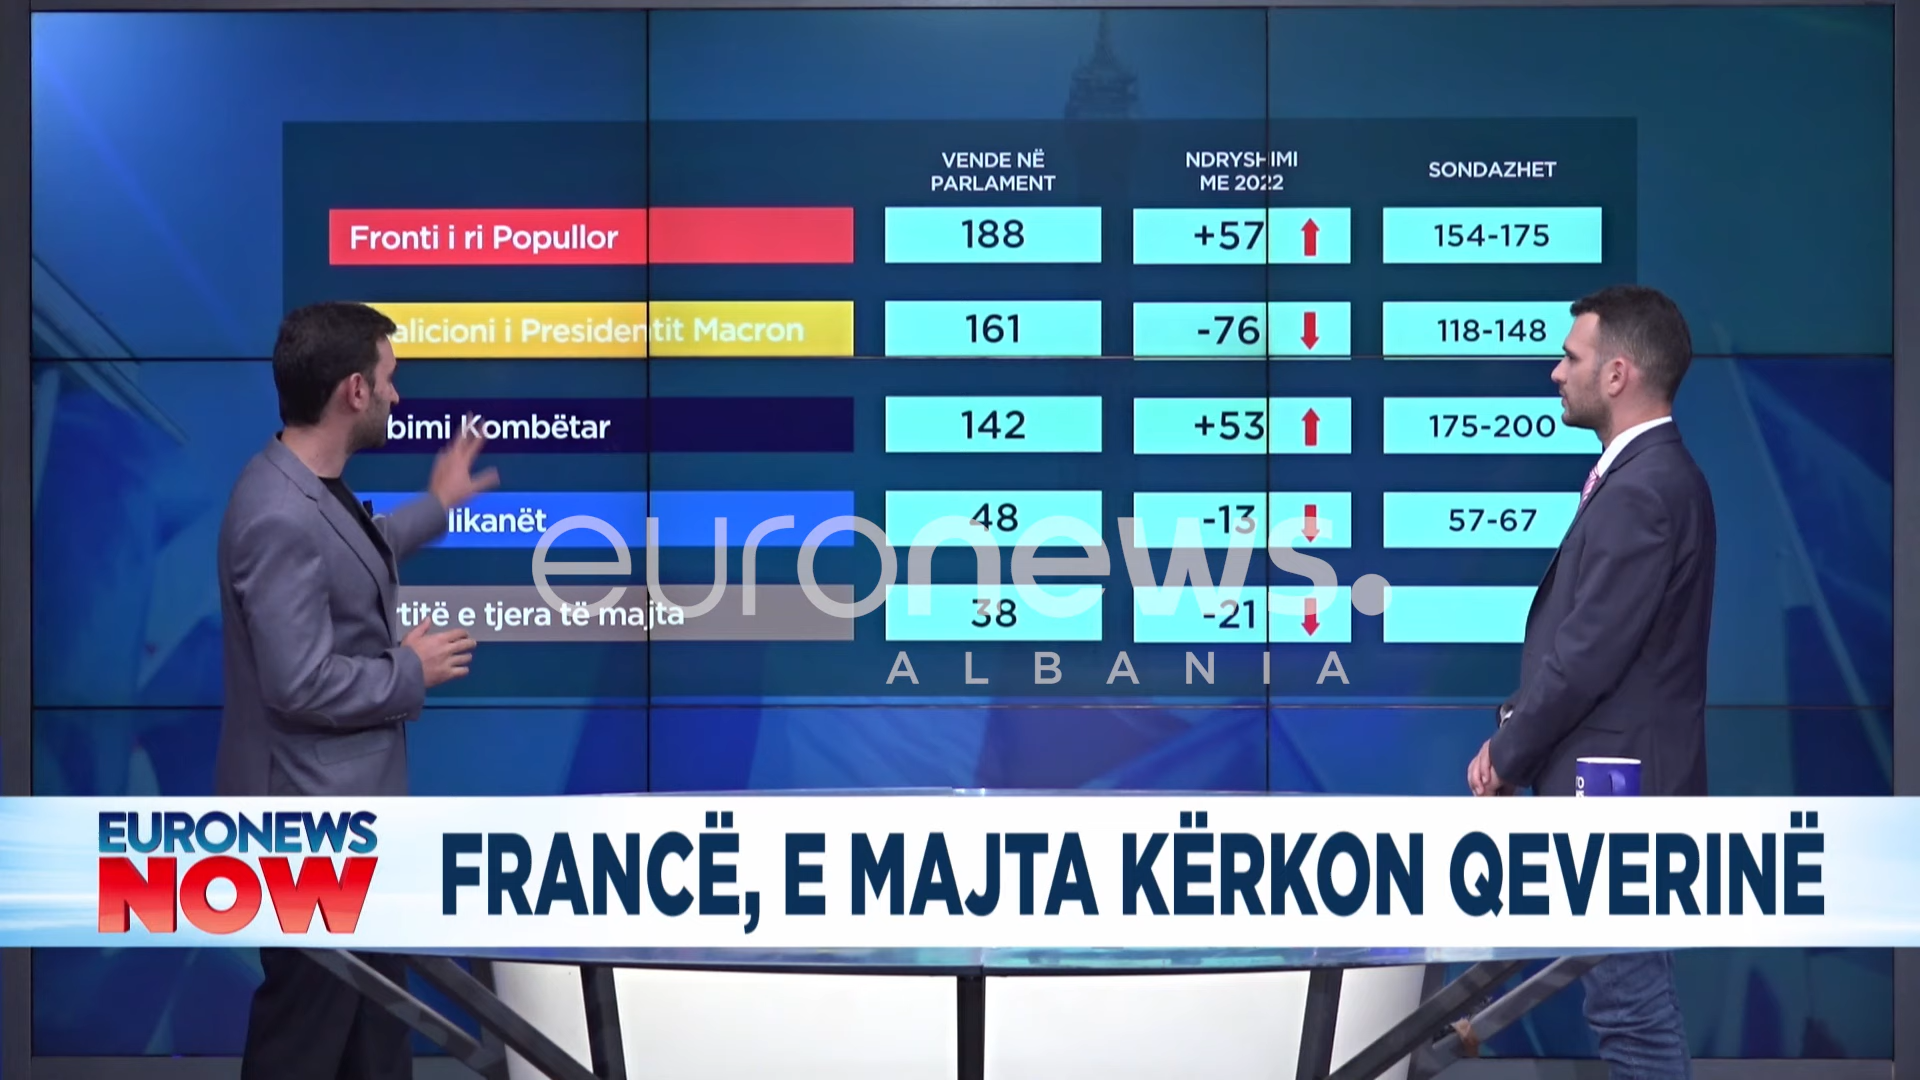 VENDE NË
PARLAMENT
NDRYSHIMI
ME 2022
SONDAZHET
Fronti i ri Popullor
188
+57
154-175
alicioni i Presidentit Macron
161
-76
118-148
bimi Kombëtar
142
+53
175-200
likanët
48
-13
57-67
rtitë e tjera të majta
38
-21
euronews.
ALBANIA
EURONEWS
NOW
FRANCË, E MAJTA KËRKON QEVERINË